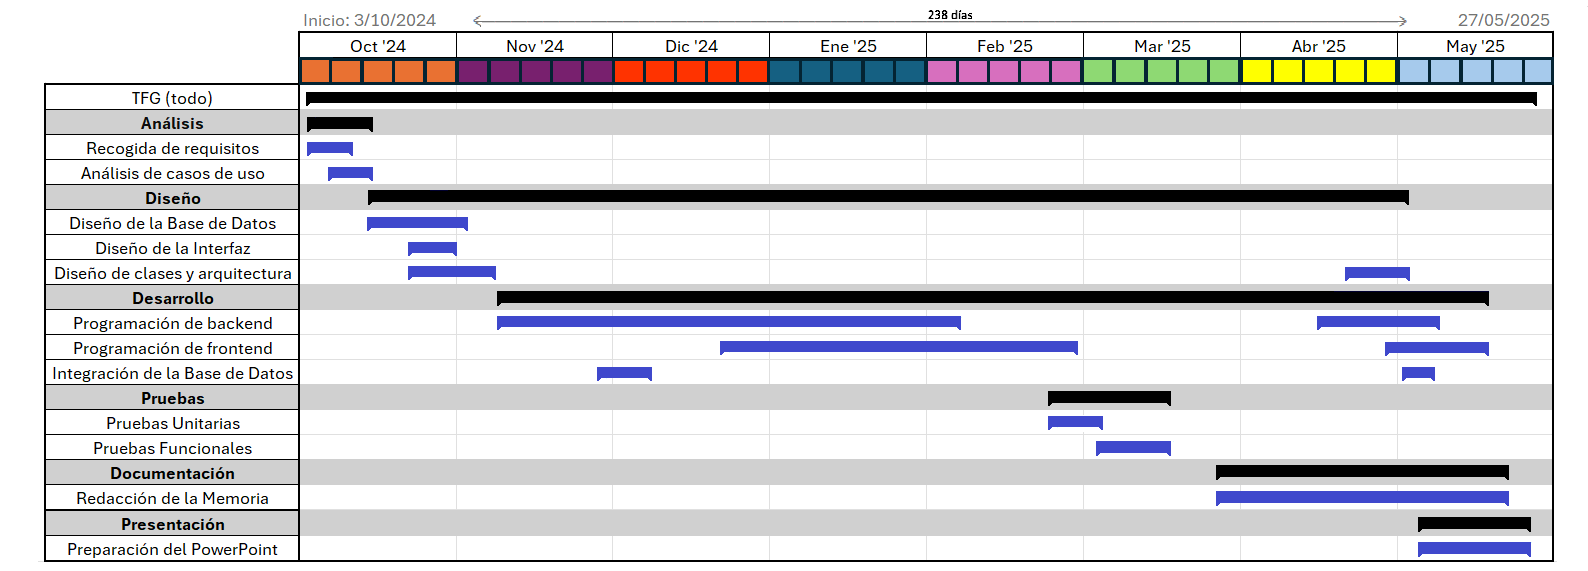 Inicio: 3/10/2024 238 días 27/05/2025
Oct '24 Nov '24 Dic '24 Ene '25 Feb '25 Mar '25 Abr '25 May '25
TFG (todo)
Análisis
Recogida de requisitos
Análisis de casos de uso
Diseño
Diseño de la Base de Datos
Diseño de la Interfaz
Diseño de clases y arquitectura
Desarrollo
Programación de backend
Programación de frontend
Integración de la Base de Datos
Pruebas
Pruebas Unitarias
Pruebas Funcionales
Documentación
Redacción de la Memoria
Presentación
Preparación del PowerPoint